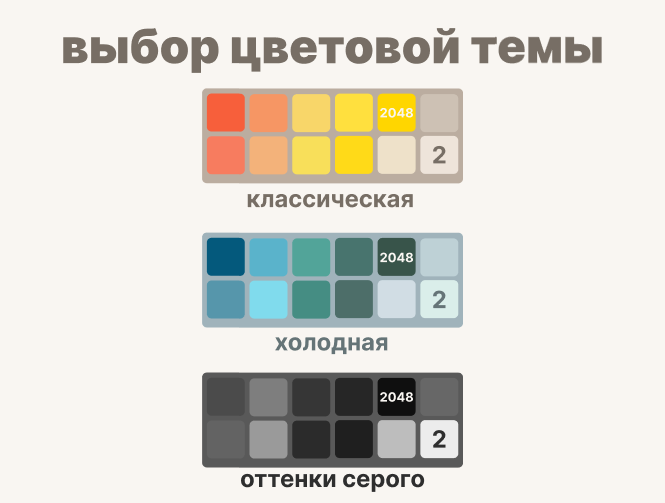 выбор цветовой темы
2048
2
классическая
2048
2
холодная
2048
2
оттенки серого